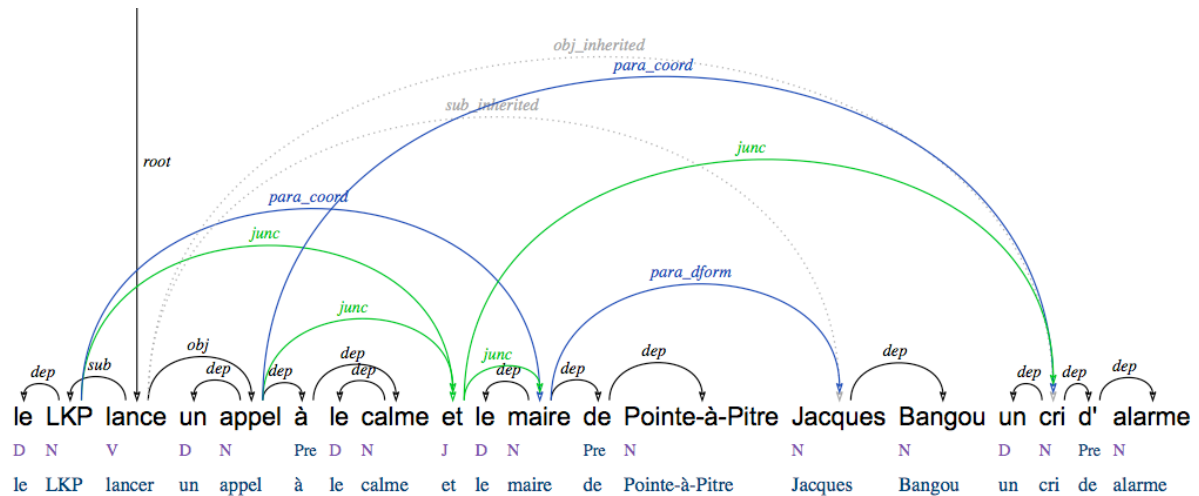 obj_inherited
para_coord
sub_inherited
junc
root
para_coord
junc
para_dform
junc
obj
dep sub dep dep dep dep junc dep dep dep dep dep dep
le LKP lance un appel à le calme et le maire de Pointe-à-Pitre Jacques Bangou un cri d' alarme
D N V D N Pre D N J D N Pre N N N D N Pre N
le LKP lancer un appel à le calme et le maire de Pointe-à-Pitre Jacques Bangou un cri de alarme